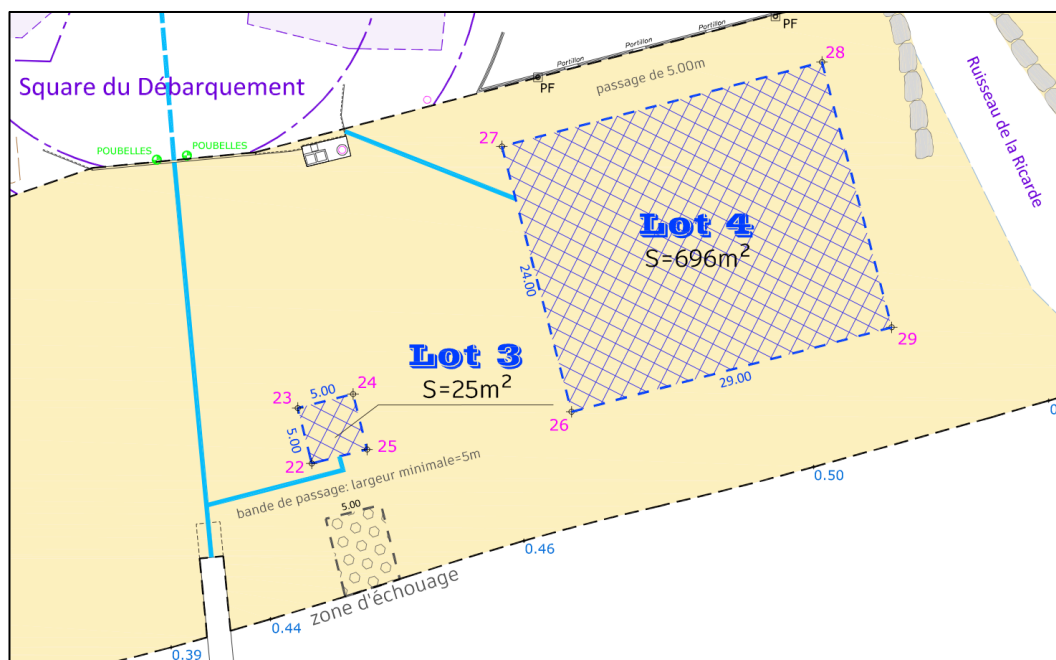 PF
Portillon
Portillon
Portillon
PF
28
passage de 5.00m
Ruisseau de la Ricarde
Square du Débarquement
POUBELLES
POUBELLES
27
Lot 4
S=696m²
24.00
29
29.00
26
Lot 3
S=25m²
5.00
24
23
5.00
25
22
bande de passage: largeur minimale=5m
5.00
0.50
0.46
zone d'échouage
0.44
0.39